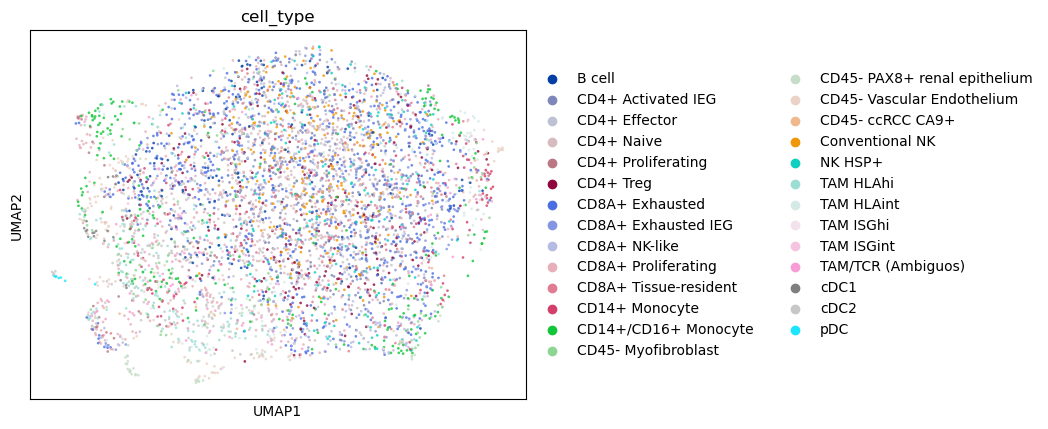 cell_type
UMAP2
UMAP1
B cell
CD4+ Activated IEG
CD4+ Effector
CD4+ Naive
CD4+ Proliferating
CD4+ Treg
CD8A+ Exhausted
CD8A+ Exhausted IEG
CD8A+ NK-like
CD8A+ Proliferating
CD8A+ Tissue-resident
CD14+ Monocyte
CD14+/CD16+ Monocyte
CD45- Myofibroblast
CD45- PAX8+ renal epithelium
CD45- Vascular Endothelium
CD45- ccRCC CA9+
Conventional NK
NK HSP+
TAM HLAhi
TAM HLAint
TAM ISGhi
TAM ISGint
TAM/TCR (Ambiguos)
cDC1
cDC2
pDC